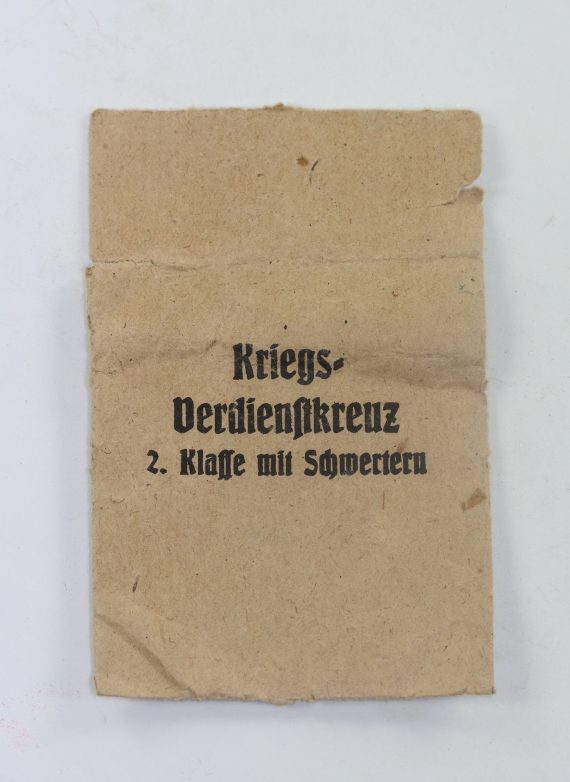 Kriegs-
Verdienſtkreuz
2. Klaſſe mit Schwertern